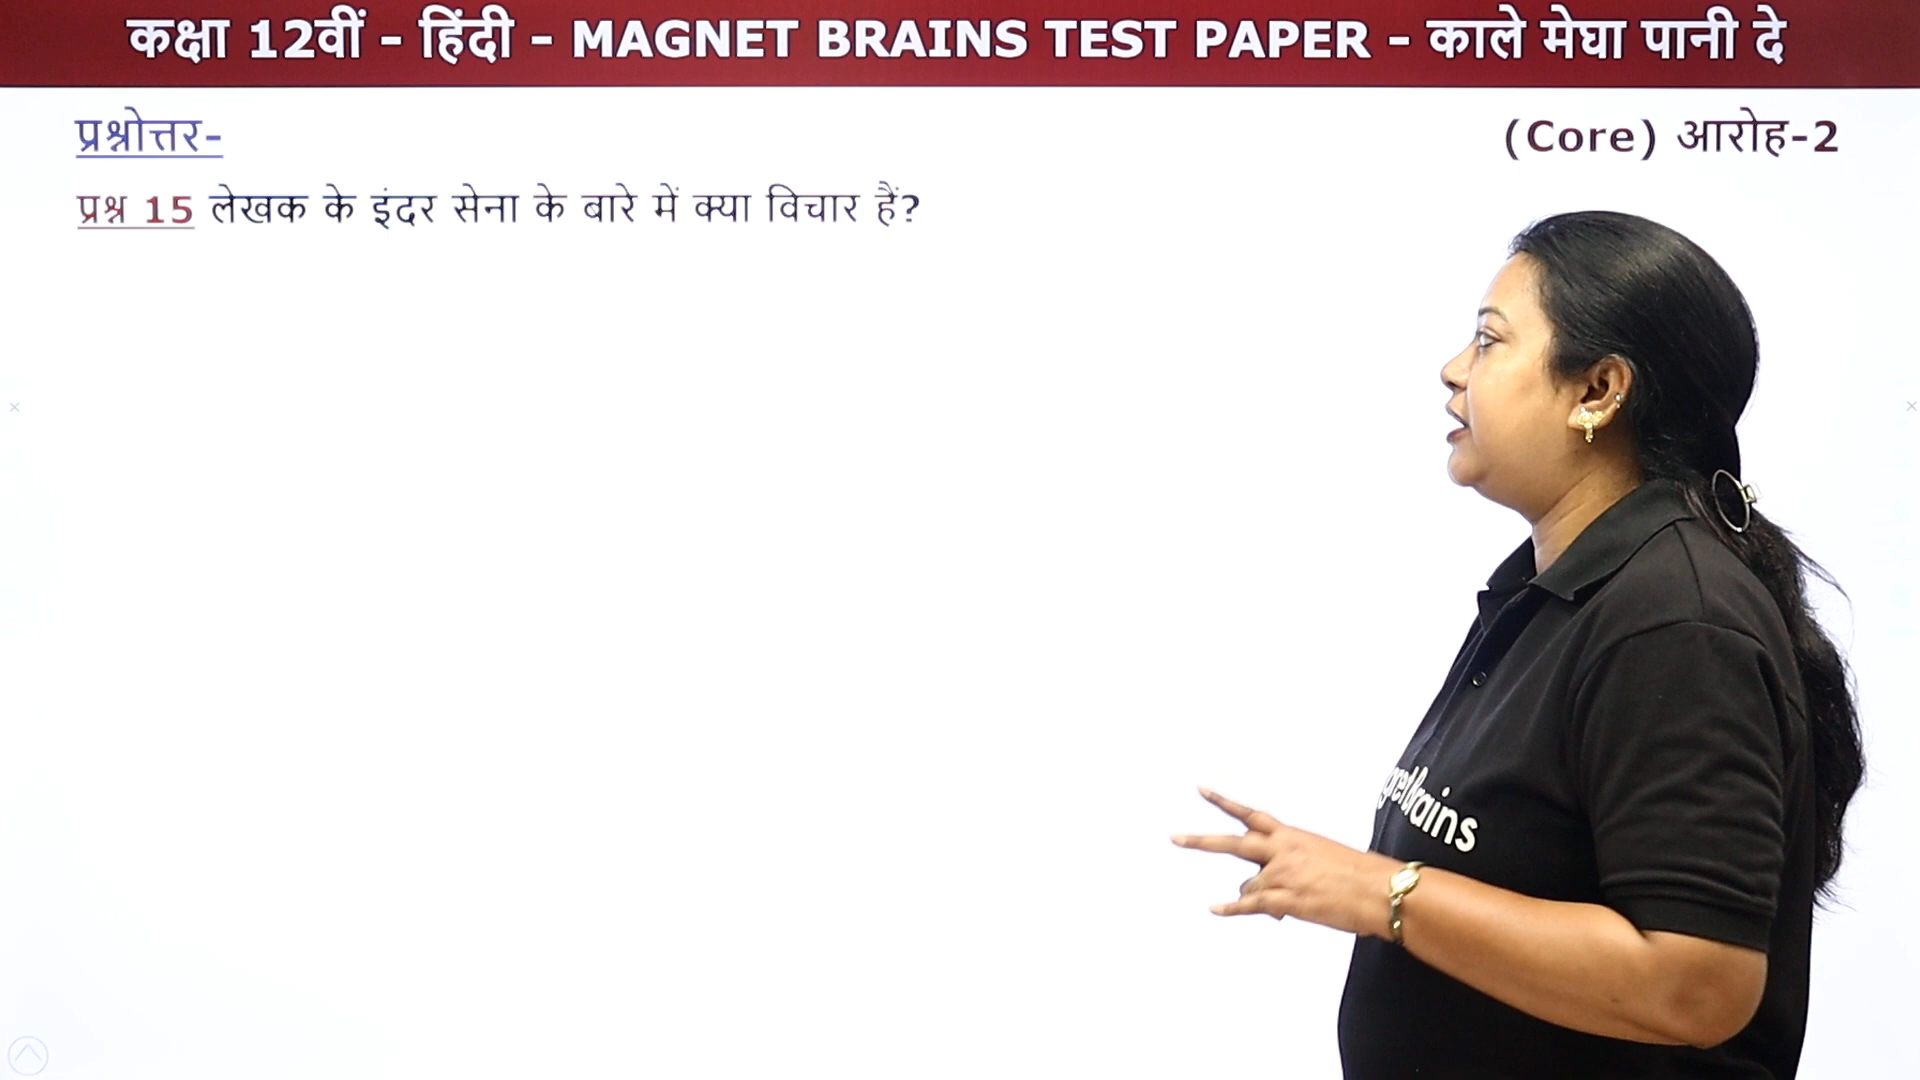 कक्षा 12वीं - हिंदी - MAGNET BRAINS TEST PAPER - काले मेघा पानी दे
प्रश्नोत्तर-
(Core) आरोह-2
प्रश्न 15 लेखक के इंदर सेना के बारे में क्या विचार हैं?